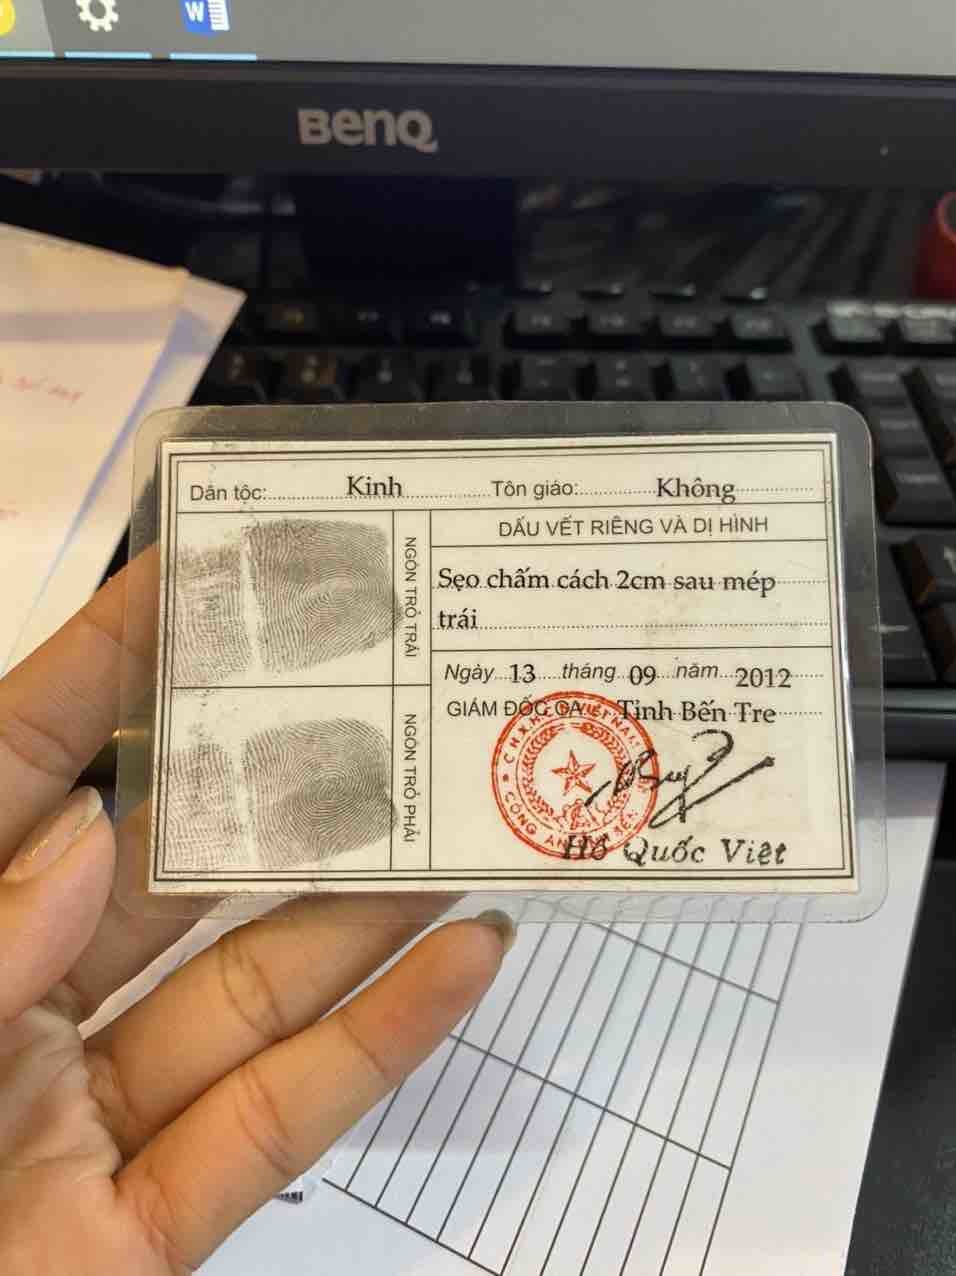 W
BenQ
Dân tộc: Kinh Tôn giáo: Không
NGÓN TRỎ TRÁI
DẤU VẾT RIÊNG VÀ DỊ HÌNH
Sẹo chấm cách 2cm sau mép
trái
Ngày 13 tháng 09 năm 2012
NGÓN TRỎ PHẢI
GIÁM ĐỐC CA Tỉnh Bến Tre
C.H.X.H.C.N VIỆT NAM
CÔNG AN
Hồ Quốc Việt